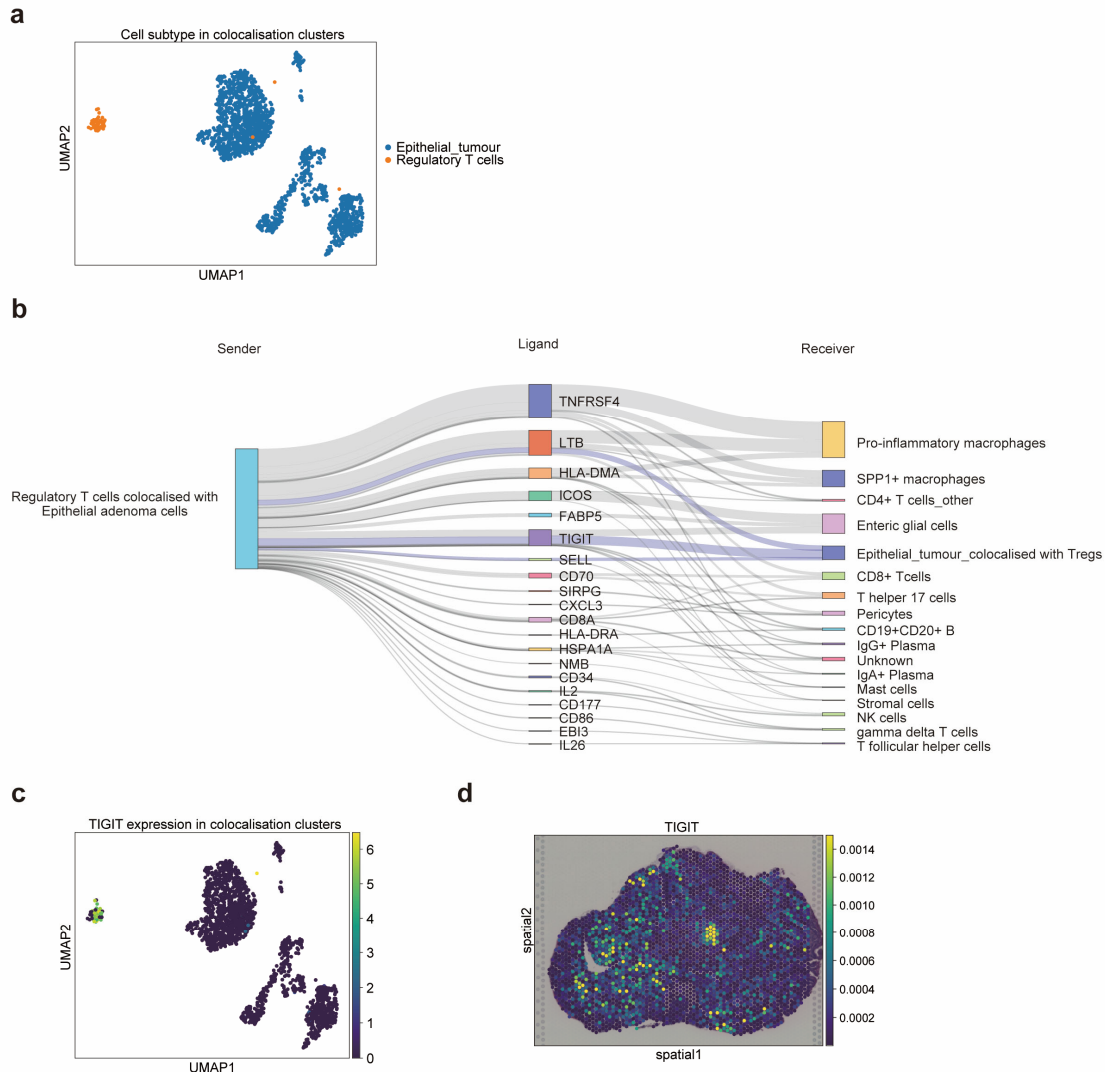 a
Cell subtype in colocalisation clusters
UMAP2
Epithelial_tumour
Regulatory T cells
UMAP1
b
Sender
Ligand
Receiver
Regulatory T cells colocalised with
Epithelial adenoma cells
TNFRSF4
LTB
HLA-DMA
ICOS
FABP5
TIGIT
SELL
CD70
SIRPG
CXCL3
CD8A
HLA-DRA
HSPA1A
NMB
CD34
IL2
CD177
CD86
EBI3
IL26
Pro-inflammatory macrophages
SPP1+ macrophages
CD4+ T cells_other
Enteric glial cells
Epithelial_tumour_colocalised with Tregs
CD8+ Tcells
T helper 17 cells
Pericytes
CD19+CD20+ B
IgG+ Plasma
Unknown
IgA+ Plasma
Mast cells
Stromal cells
NK cells
gamma delta T cells
T follicular helper cells
c
TIGIT expression in colocalisation clusters
UMAP2
6
5
4
3
2
1
0
UMAP1
d
TIGIT
spatial2
0.0014
0.0012
0.0010
0.0008
0.0006
0.0004
0.0002
spatial1